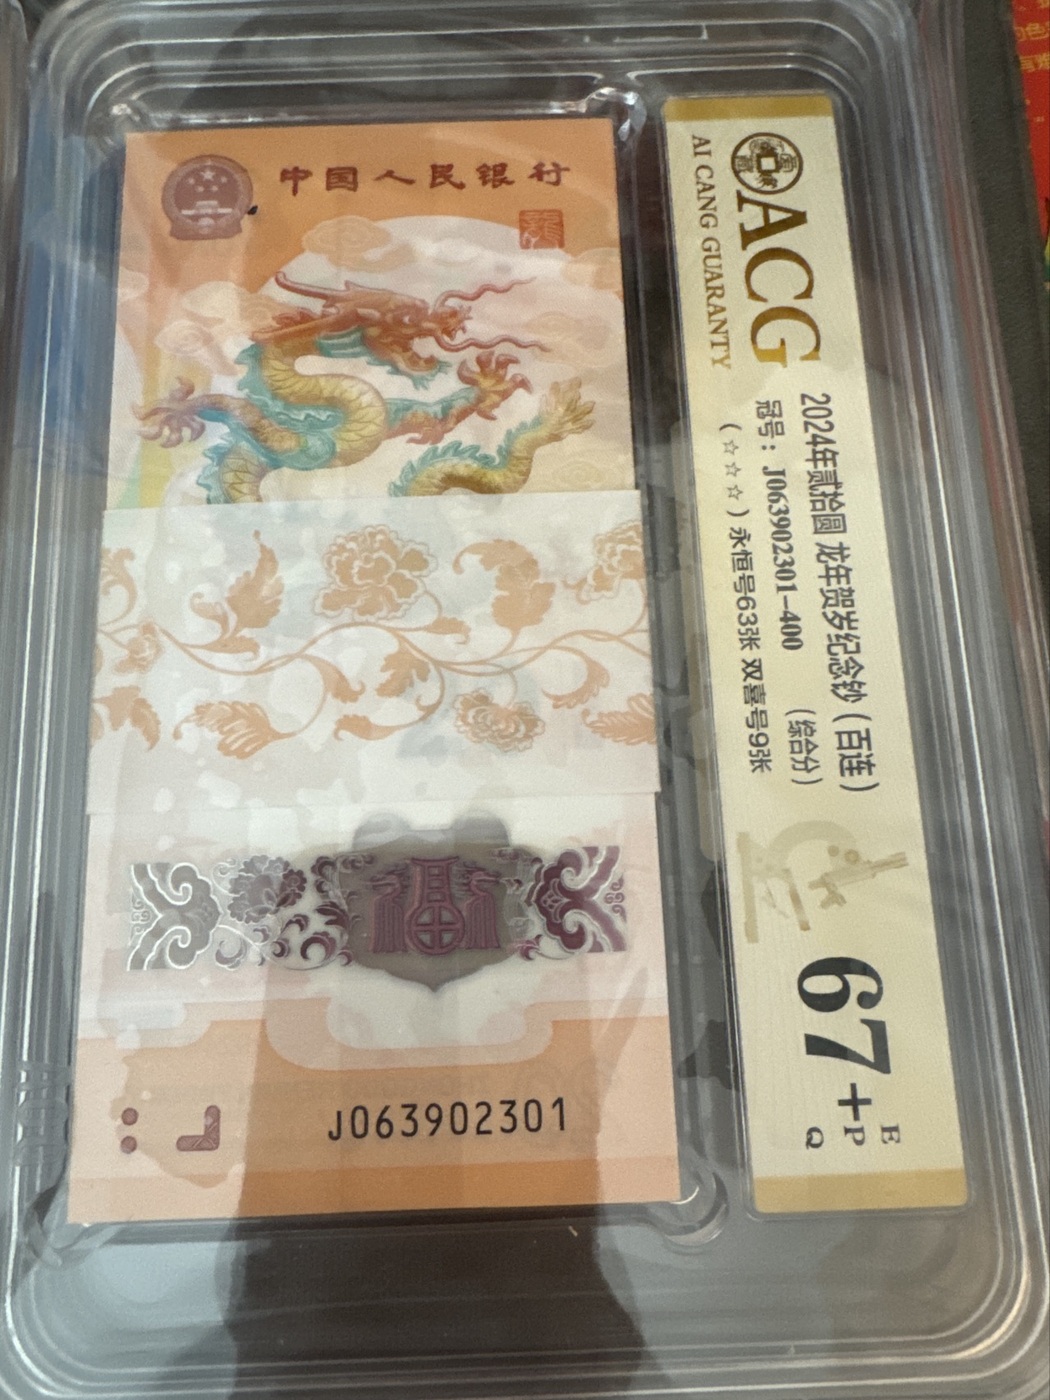 中国人民银行
J063902301
ACG
AI CANG GUARANTY
2024年贰拾圆 龙年贺岁纪念钞（百连）
冠号：J063902301-400 （综合分）
（☆☆☆）永恒号63张 双喜号9张
67+
E
P
Q